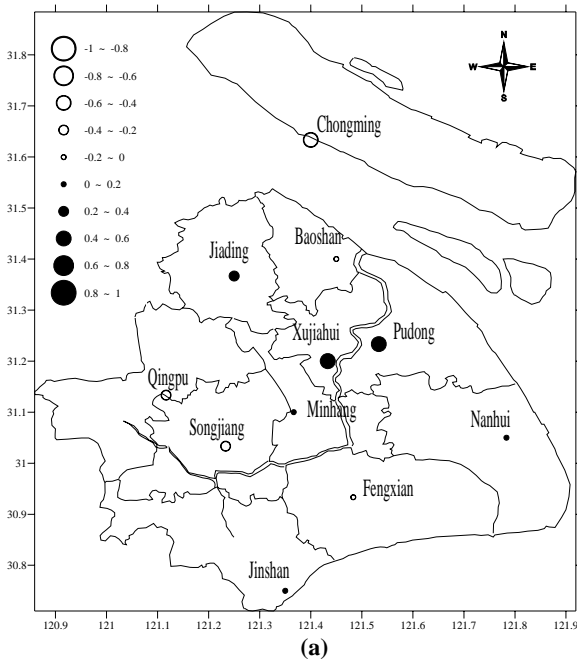 31.8
31.7
31.6
31.5
31.4
31.3
31.2
31.1
31
30.9
30.8
-1 ~ -0.8
-0.8 ~ -0.6
-0.6 ~ -0.4
-0.4 ~ -0.2
-0.2 ~ 0
0 ~ 0.2
0.2 ~ 0.4
0.4 ~ 0.6
0.6 ~ 0.8
0.8 ~ 1
N
W E
S
Chongming
Baoshan
Jiading
Xujiahui
Pudong
Qingpu
Minhang
Songjiang
Nanhui
Fengxian
Jinshan
120.9 121 121.1 121.2 121.3 121.4 121.5 121.6 121.7 121.8 121.9
(a)